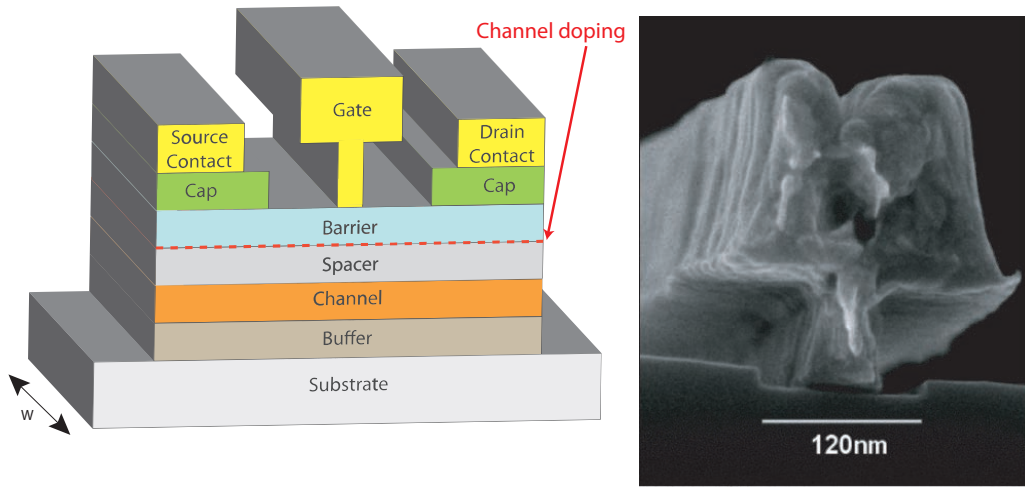 Channel doping
Gate
Source
Contact
Drain
Contact
Cap
Cap
Barrier
Spacer
Channel
Buffer
Substrate
W
120nm